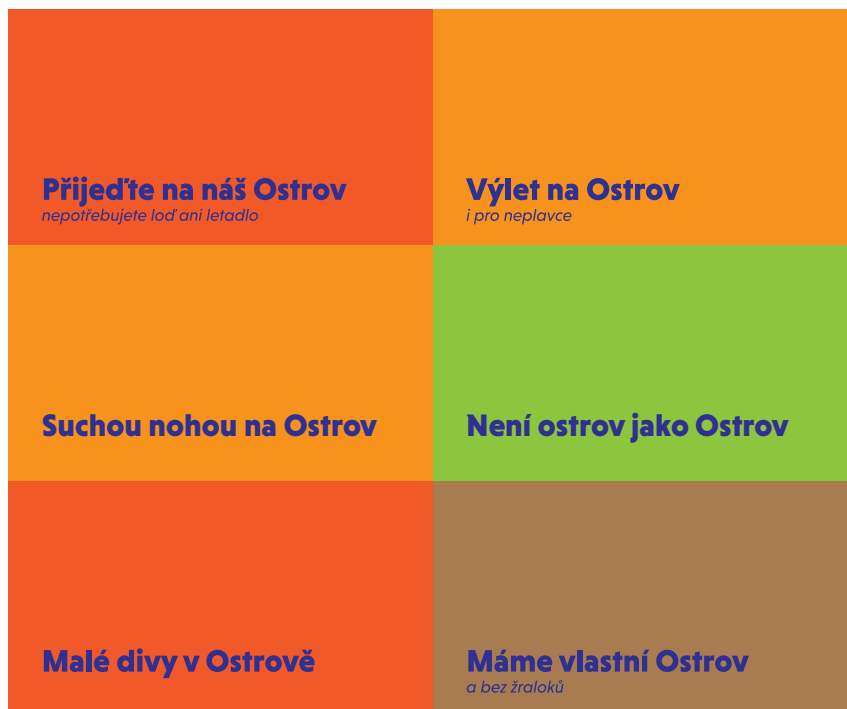 Přijeďte na náš Ostrov
nepotřebujete loď ani letadlo
Výlet na Ostrov
i pro neplavce
Suchou nohou na Ostrov
Není ostrov jako Ostrov
Malé divy v Ostrově
Máme vlastní Ostrov
a bez žraloků